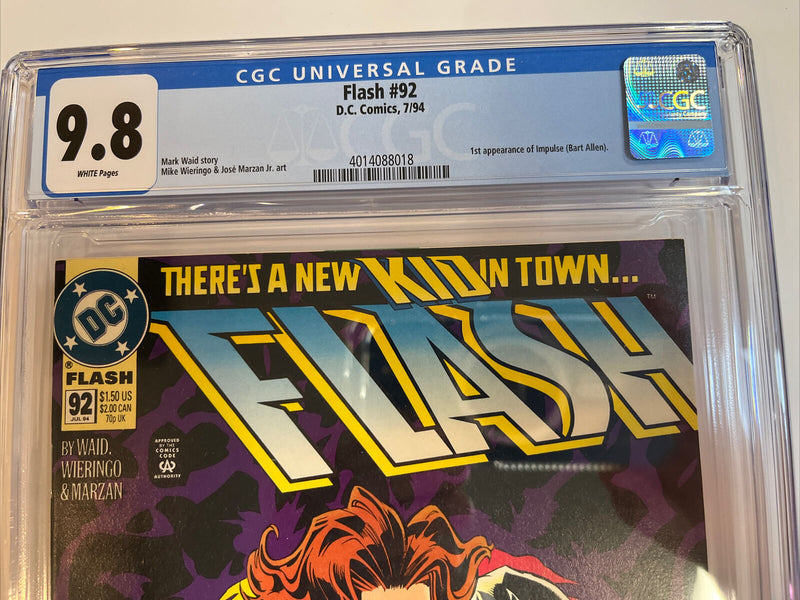 CGC UNIVERSAL GRADE
9.8
WHITE Pages
Flash #92
D.C. Comics, 7/94
Mark Waid story
Mike Wieringo & José Marzan Jr. art
4014088018
1st appearance of Impulse (Bart Allen).
CGC
CGC
THERE'S A NEW KID IN TOWN...
DC
FLASH
TM
®
FLASH
92
JUL 94
$1.50 US
$2.00 CAN
70p UK
BY WAID,
WIERINGO
& MARZAN
APPROVED
BY THE
COMICS
CODE
CA
AUTHORITY